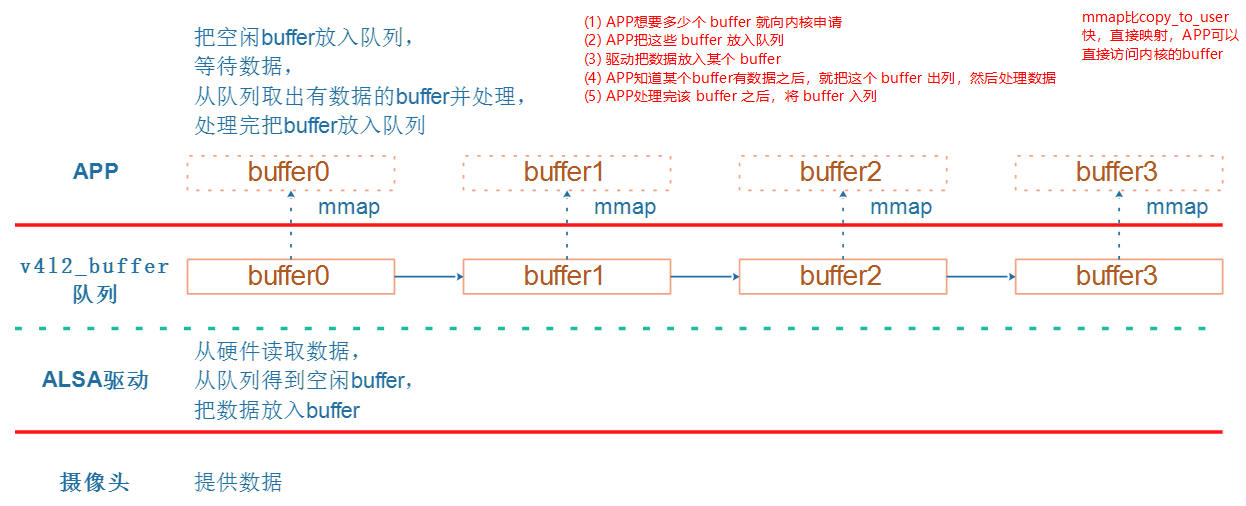 把空闲buffer放入队列，
等待数据，
从队列取出有数据的buffer并处理，
处理完把buffer放入队列
(1) APP想要多少个 buffer 就向内核申请
(2) APP把这些 buffer 放入队列
(3) 驱动把数据放入某个 buffer
(4) APP知道某个buffer有数据之后，就把这个 buffer 出列，然后处理数据
(5) APP处理完该 buffer 之后，将 buffer 入列
mmap比copy_to_user
快，直接映射，APP可以
直接访问内核的buffer
APP
buffer0
buffer1
buffer2
buffer3
mmap
mmap
mmap
mmap
v4l2_buffer
队列
buffer0
buffer1
buffer2
buffer3
ALSA驱动
从硬件读取数据，
从队列得到空闲buffer，
把数据放入buffer
摄像头
提供数据